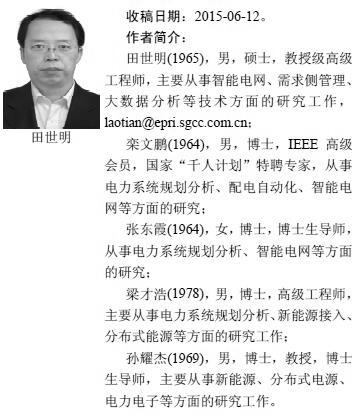 收稿日期：2015-06-12。
作者简介：
田世明(1965)，男，硕士，教授级高级
工程师，主要从事智能电网、需求侧管理、
大数据分析等技术方面的研究工作，
laotian@epri.sgcc.com.cn；
田世明
栾文鹏(1964)，男，博士，IEEE 高级
会员，国家“千人计划”特聘专家，从事
电力系统规划分析、配电自动化、智能电
网等方面的研究；
张东霞(1964)，女，博士，博士生导师，
从事电力系统规划分析、智能电网等方面
的研究；
梁才浩(1978)，男，博士，高级工程师，
主要从事电力系统规划分析、新能源接入、
分布式能源等方面的研究工作；
孙耀杰(1969)，男，博士，教授，博士
生导师，主要从事新能源、分布式电源、
电力电子等方面的研究工作。